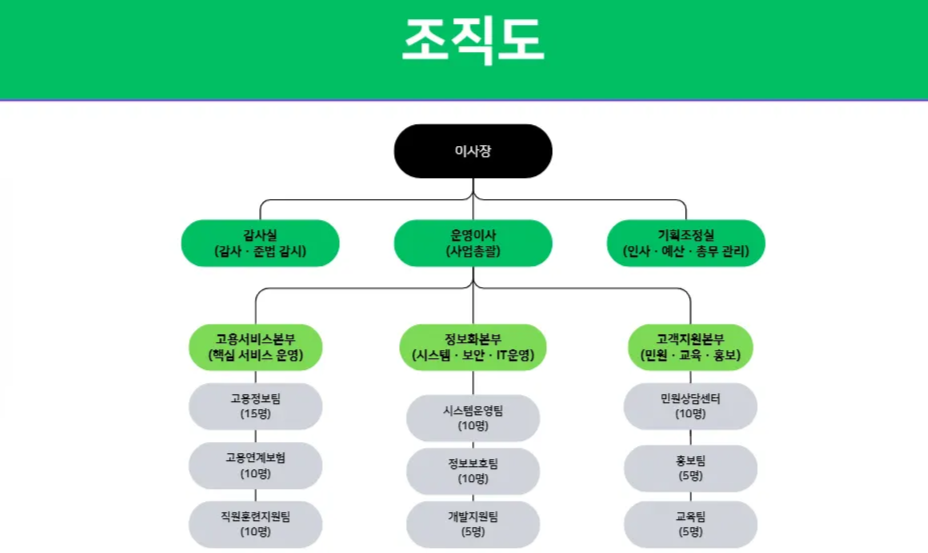 조직도
이사장
감사실
(감사 · 준법 감시)
운영이사
(사업총괄)
기획조정실
(인사 · 예산 · 총무 관리)
고용서비스본부
(핵심 서비스 운영)
정보화본부
(시스템 · 보안 · IT운영)
고객지원본부
(민원 · 교육 · 홍보)
고용정보팀
(15명)
고용연계보험
(10명)
직원훈련지원팀
(10명)
시스템운영팀
(10명)
정보보호팀
(10명)
개발지원팀
(5명)
민원상담센터
(10명)
홍보팀
(5명)
교육팀
(5명)